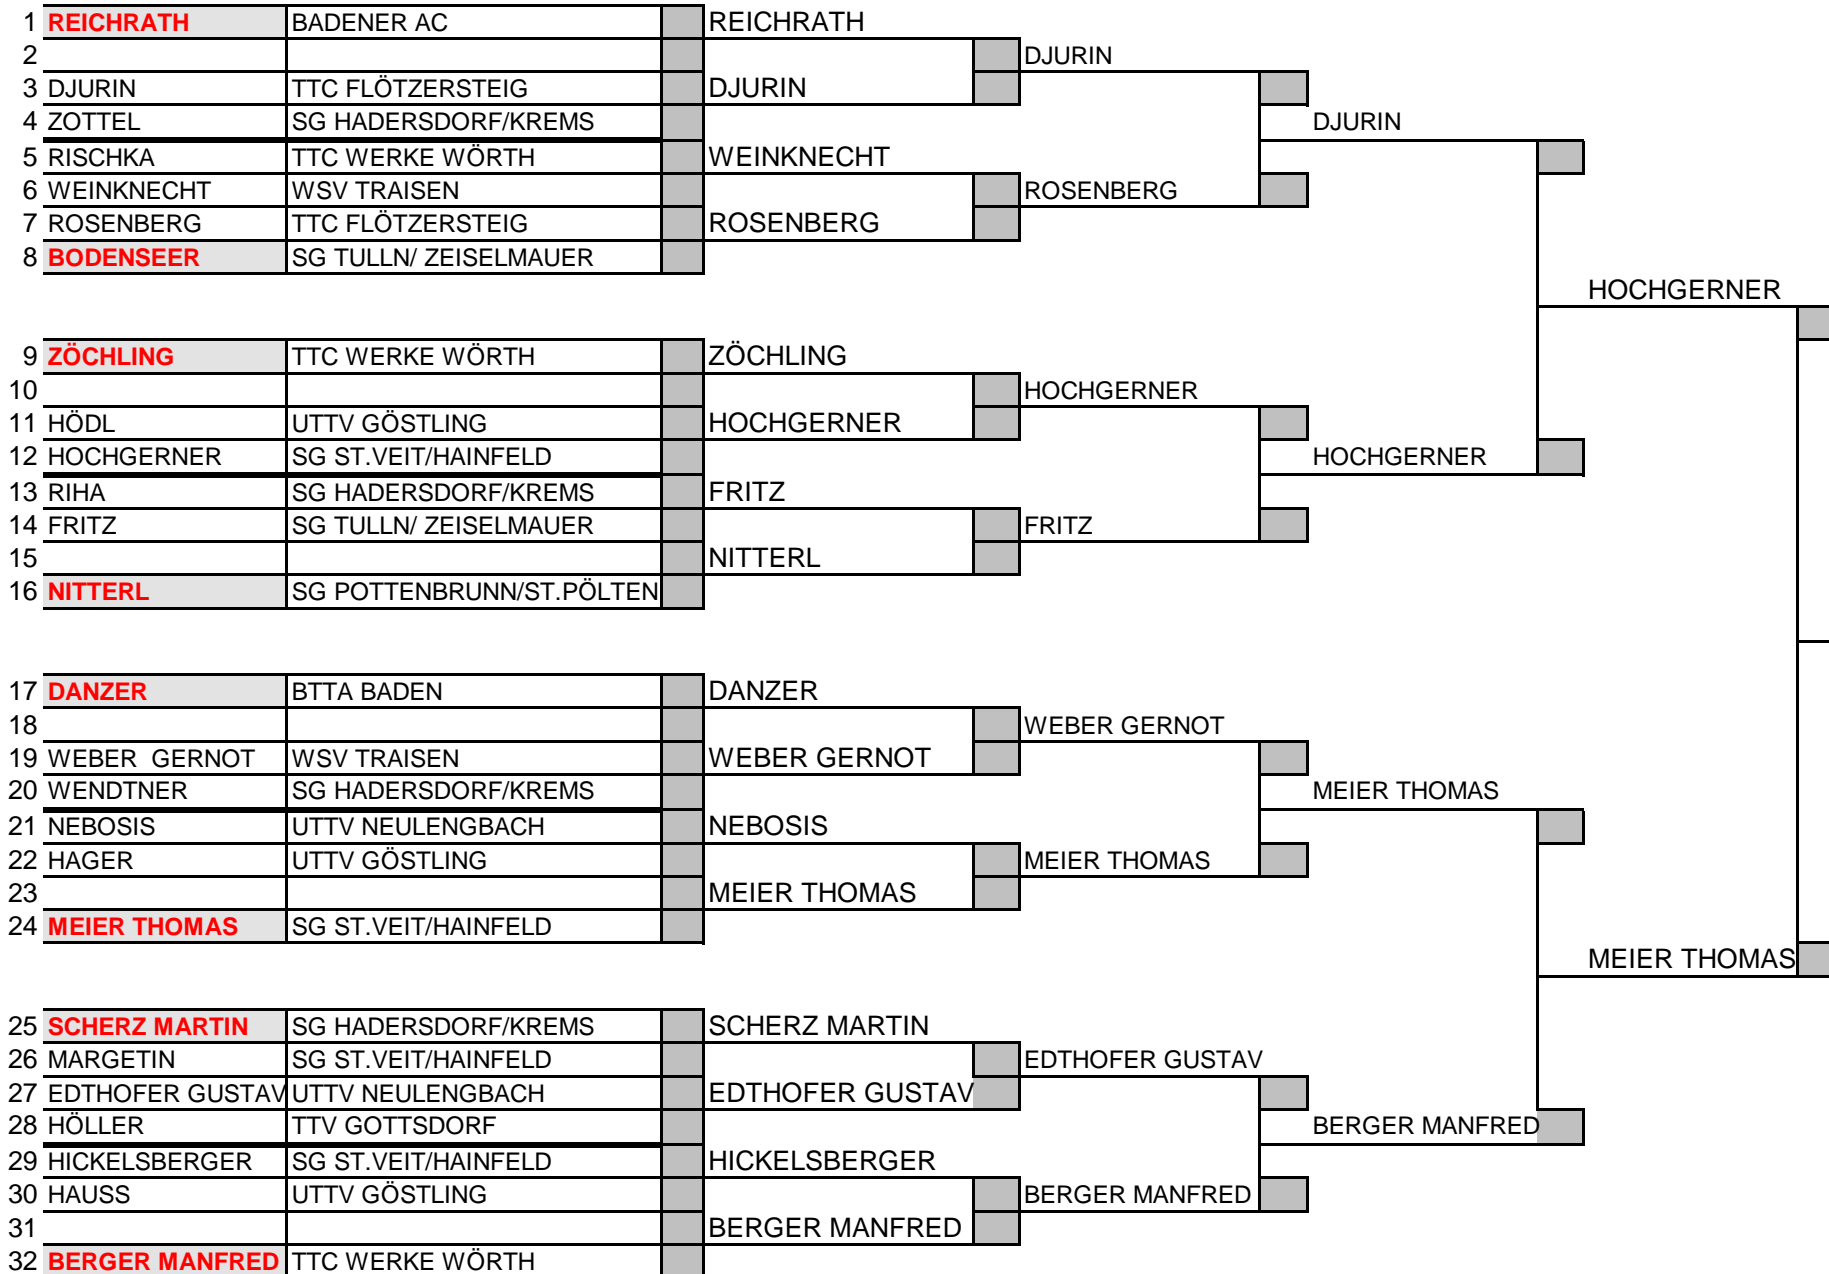 1 REICHRATH BADENER AC REICHRATH
2 DJURIN
3 DJURIN TTC FLÖTZERSTEIG DJURIN
4 ZOTTEL SG HADERSDORF/KREMS DJURIN
5 RISCHKA TTC WERKE WÖRTH WEINKNECHT
6 WEINKNECHT WSV TRAISEN ROSENBERG
7 ROSENBERG TTC FLÖTZERSTEIG ROSENBERG
8 BODENSEER SG TULLN/ ZEISELMAUER
HOCHGERNER
9 ZÖCHLING TTC WERKE WÖRTH ZÖCHLING
10 HOCHGERNER
11 HÖDL UTTV GÖSTLING HOCHGERNER
12 HOCHGERNER SG ST.VEIT/HAINFELD HOCHGERNER
13 RIHA SG HADERSDORF/KREMS FRITZ
14 FRITZ SG TULLN/ ZEISELMAUER FRITZ
15 NITTERL
16 NITTERL SG POTTENBRUNN/ST.PÖLTEN
17 DANZER BTTA BADEN DANZER
18 WEBER GERNOT
19 WEBER GERNOT WSV TRAISEN WEBER GERNOT
20 WENDTNER SG HADERSDORF/KREMS MEIER THOMAS
21 NEBOSIS UTTV NEULENGBACH NEBOSIS
22 HAGER UTTV GÖSTLING MEIER THOMAS
23 MEIER THOMAS
24 MEIER THOMAS SG ST.VEIT/HAINFELD
MEIER THOMAS
25 SCHERZ MARTIN SG HADERSDORF/KREMS SCHERZ MARTIN
26 MARGETIN SG ST.VEIT/HAINFELD EDTHOFER GUSTAV
27 EDTHOFER GUSTAV UTTV NEULENGBACH EDTHOFER GUSTAV
28 HÖLLER TTV GOTTSDORF BERGER MANFRED
29 HICKELSBERGER SG ST.VEIT/HAINFELD HICKELSBERGER
30 HAUSS UTTV GÖSTLING BERGER MANFRED
31 BERGER MANFRED
32 BERGER MANFRED TTC WERKE WÖRTH